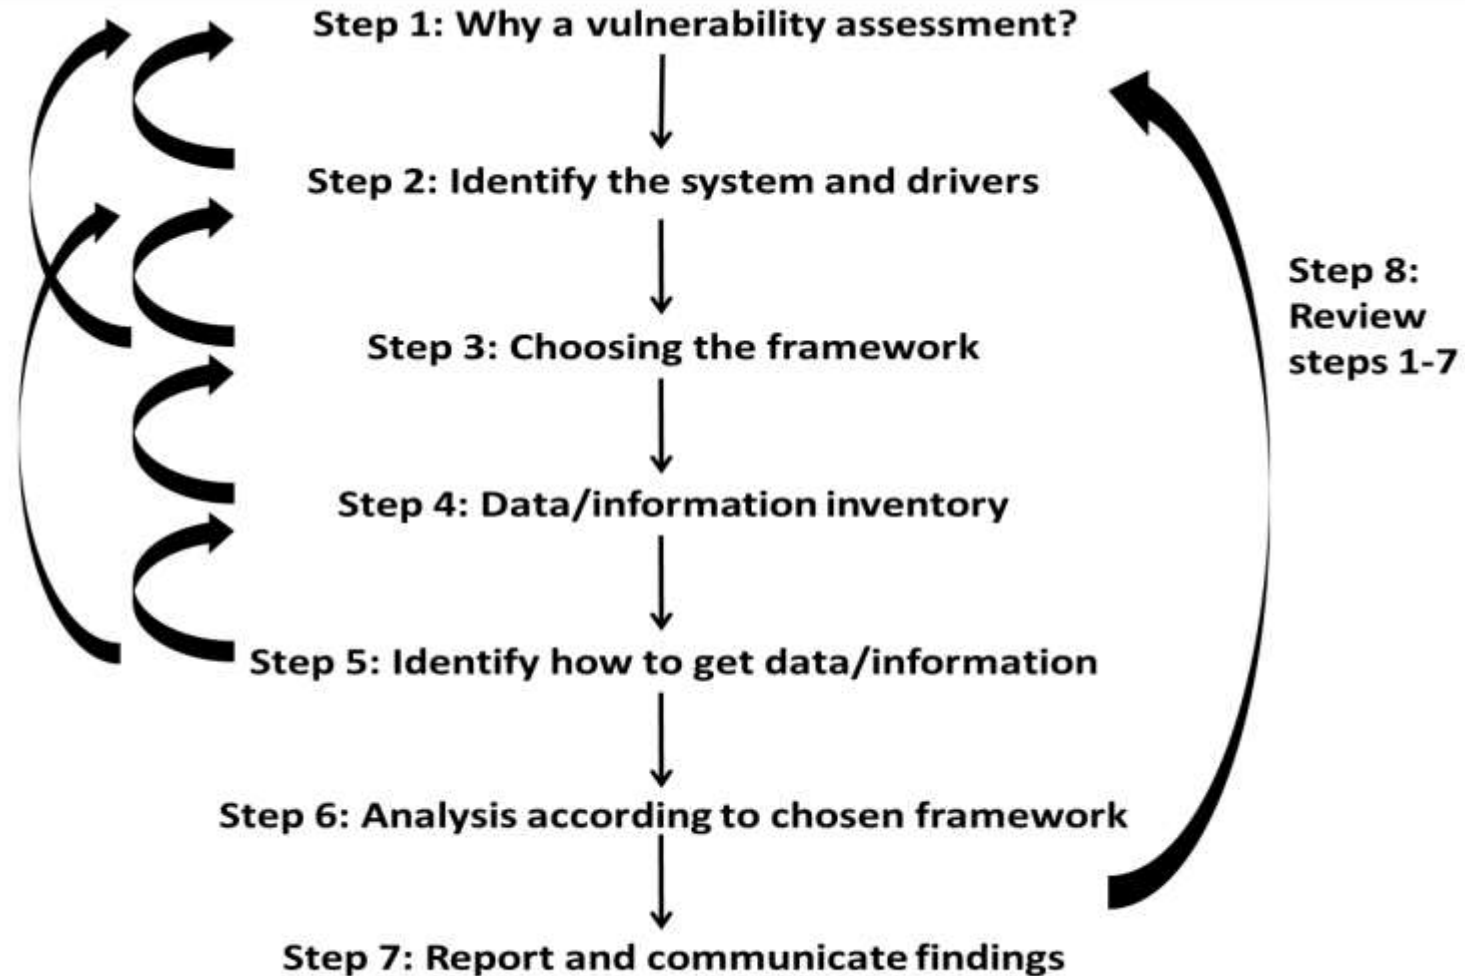 Step 1: Why a vulnerability assessment?
Step 2: Identify the system and drivers
Step 3: Choosing the framework
Step 4: Data/information inventory
Step 5: Identify how to get data/information
Step 6: Analysis according to chosen framework
Step 7: Report and communicate findings
Step 8:
Review
steps 1-7